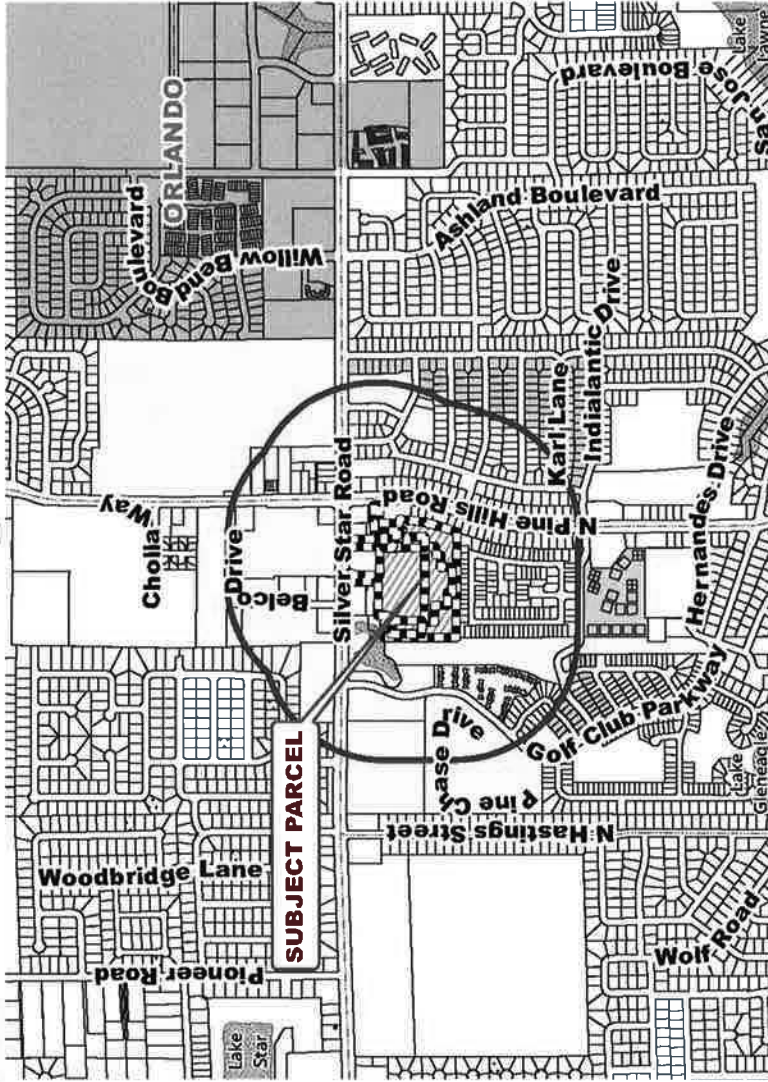 ORLANDO
Willow Bend Boulevard
Ashland Boulevard
San Jose Boulevard
Lake
Lawne
Cholla Way
Belco Drive
Silver Star Road
N Pine Hills Road
Karl Lane
Indialantic Drive
Hernandes Drive
SUBJECT PARCEL
Pine Chase Drive
Golf Club Parkway
Lake
Gleneagle
N Hastings Street
Woodbridge Lane
Pioneer Road
Wolf Road
Lake
Star